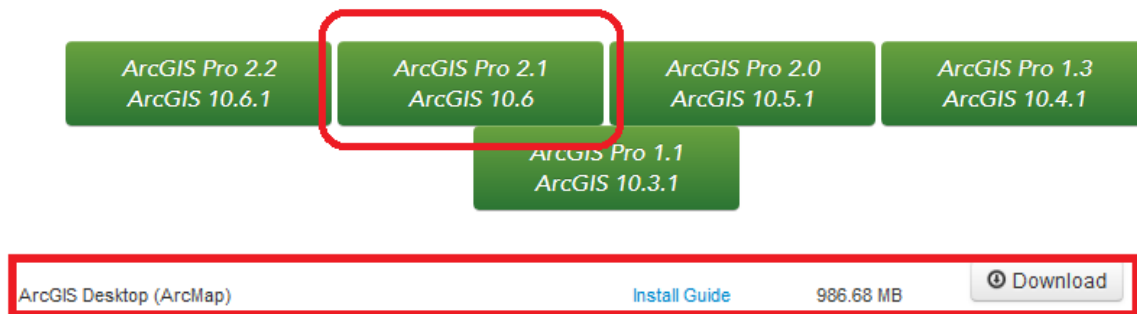 ArcGIS Pro 2.2
ArcGIS 10.6.1
ArcGIS Pro 2.1
ArcGIS 10.6
ArcGIS Pro 2.0
ArcGIS 10.5.1
ArcGIS Pro 1.3
ArcGIS 10.4.1
ArcGIS Pro 1.1
ArcGIS 10.3.1
ArcGIS Desktop (ArcMap) Install Guide 986.68 MB Download